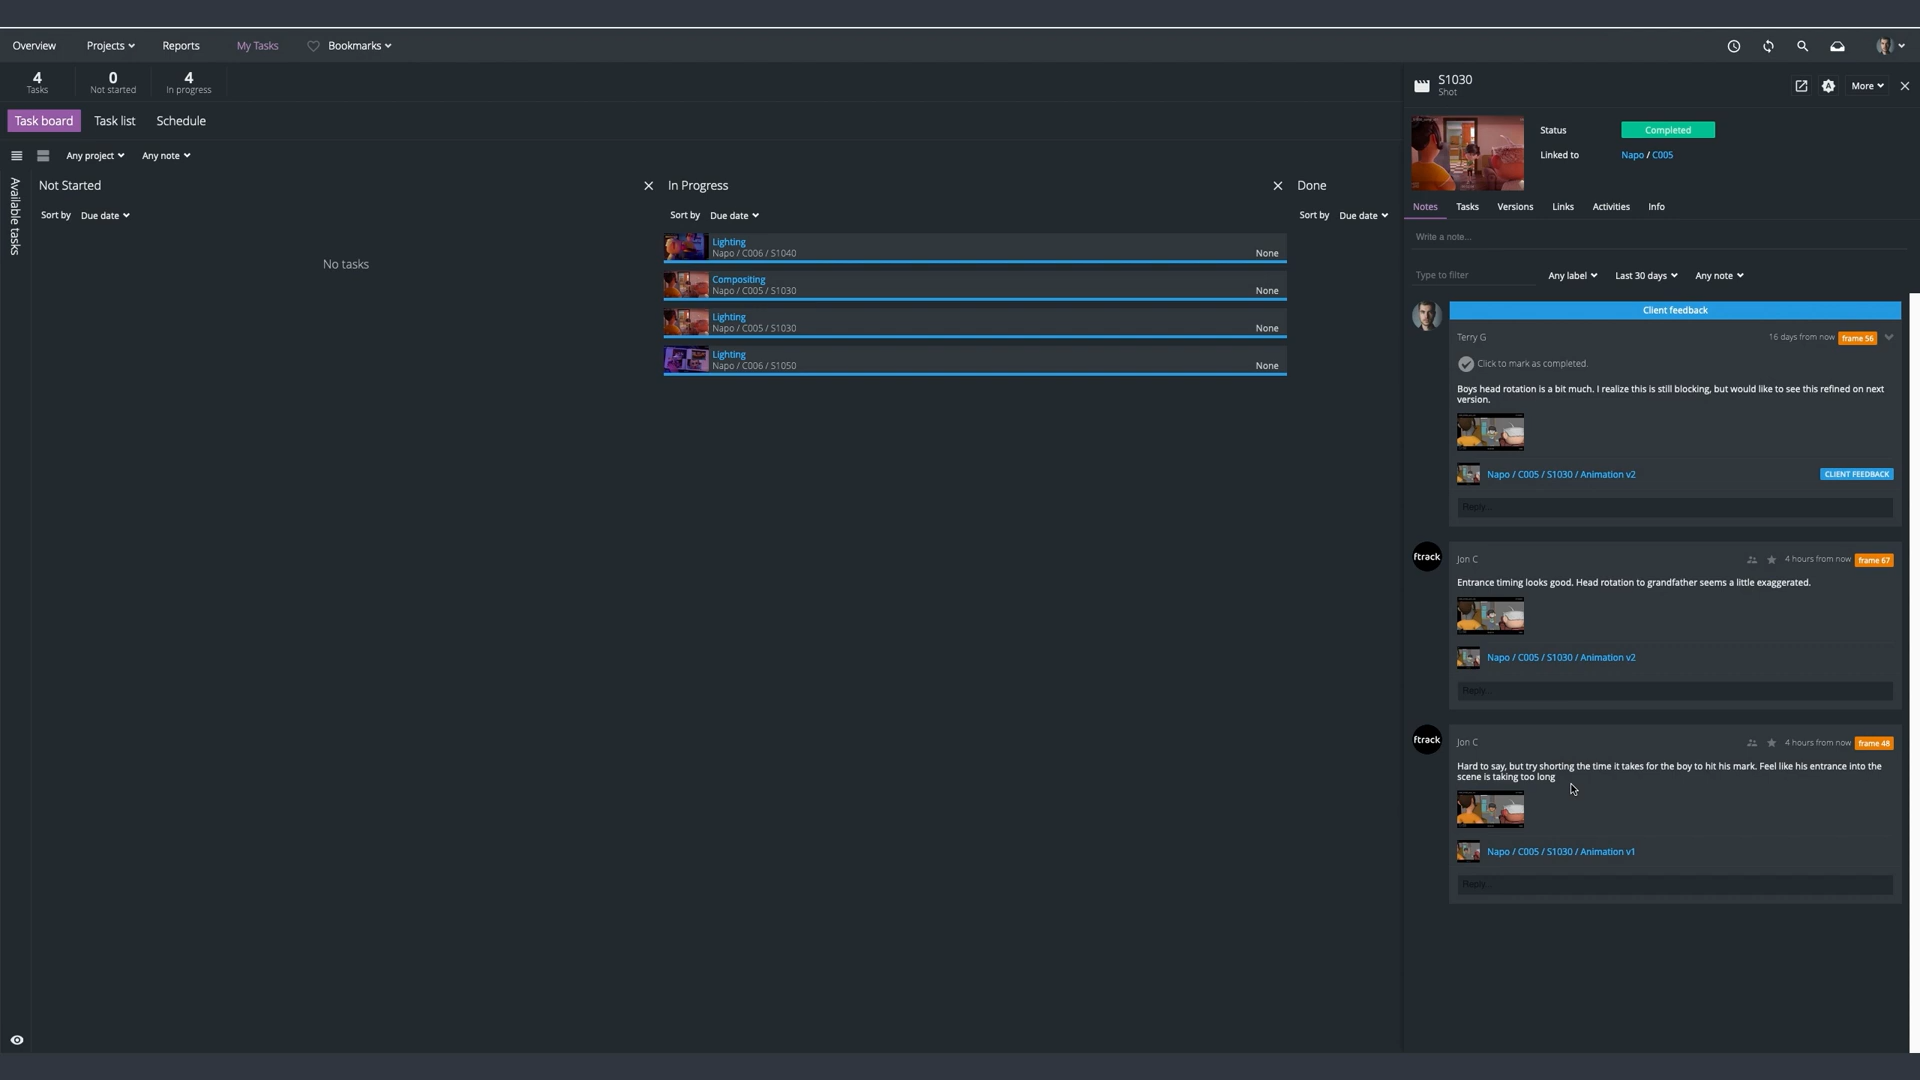 Overview
Projects
Reports
My Tasks
Bookmarks
4
Tasks
0
Not started
4
In progress
Task board
Task list
Schedule
Any project
Any note
Available tasks
Not Started
Sort by Due date
No tasks
In Progress
Sort by Due date
Lighting
Napo / C006 / S1040
None
Compositing
Napo / C005 / S1030
None
Lighting
Napo / C005 / S1030
None
Lighting
Napo / C006 / S1050
None
Done
Sort by Due date
S1030
Shot
More
Status
Completed
Linked to
Napo / C005
Notes
Tasks
Versions
Links
Activities
Info
Write a note...
Type to filter
Any label
Last 30 days
Any note
Client feedback
Terry G
16 days from now
frame 56
Click to mark as completed.
Boys head rotation is a bit much. I realize this is still blocking, but would like to see this refined on next
version.
Napo / C005 / S1030 / Animation v2
CLIENT FEEDBACK
Reply...
ftrack
Jon C
4 hours from now
frame 67
Entrance timing looks good. Head rotation to grandfather seems a little exaggerated.
Napo / C005 / S1030 / Animation v2
Reply...
ftrack
Jon C
4 hours from now
frame 48
Hard to say, but try shorting the time it takes for the boy to hit his mark. Feel like his entrance into the
scene is taking too long
Napo / C005 / S1030 / Animation v1
Reply...